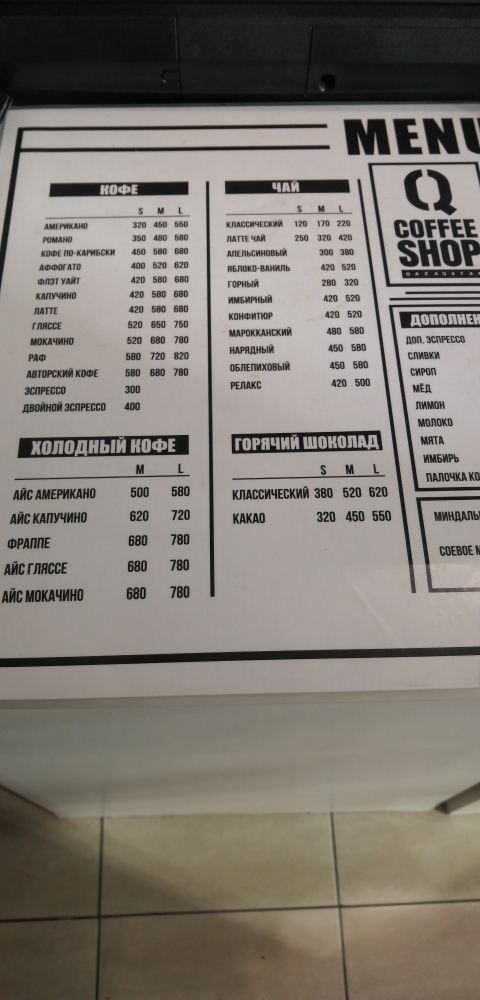 MENU
КОФЕ
S M L
АМЕРИКАНО 320 450 550
РОМАНО 350 480 580
КОФЕ ПО-КАРИБСКИ 450 580 680
АФФОГАТО 400 520 620
ФЛЭТ УАЙТ 420 580 680
КАПУЧИНО 420 580 680
ЛАТТЕ 420 580 680
ГЛЯССЕ 520 650 750
МОКАЧИНО 520 680 780
РАФ 580 720 820
АВТОРСКИЙ КОФЕ 580 680 780
ЭСПРЕССО 300
ДВОЙНОЙ ЭСПРЕССО 400
ХОЛОДНЫЙ КОФЕ
M L
АЙС АМЕРИКАНО 500 580
АЙС КАПУЧИНО 620 720
ФРАППЕ 680 780
АЙС ГЛЯССЕ 680 780
АЙС МОКАЧИНО 680 780
ЧАЙ
S M L
КЛАССИЧЕСКИЙ 120 170 220
ЛАТТЕ ЧАЙ 250 320 420
АПЕЛЬСИНОВЫЙ 300 380
ЯБЛОКО-ВАНИЛЬ 420 520
ГОРНЫЙ 280 320
ИМБИРНЫЙ 420 520
КОНФИТЮР 420 520
МАРОККАНСКИЙ 480 580
НАРЯДНЫЙ 450 580
ОБЛЕПИХОВЫЙ 450 580
РЕЛАКС 420 500
ГОРЯЧИЙ ШОКОЛАД
S M L
КЛАССИЧЕСКИЙ 380 520 620
КАКАО 320 450 550
Q
COFFEE
SHOP
QAZAQSTAN
ДОПОЛНЕН
ДОП. ЭСПРЕССО
СЛИВКИ
СИРОП
МЁД
ЛИМОН
МОЛОКО
МЯТА
ИМБИРЬ
ПАЛОЧКА КО
МИНДАЛЬ
СОЕВОЕ М